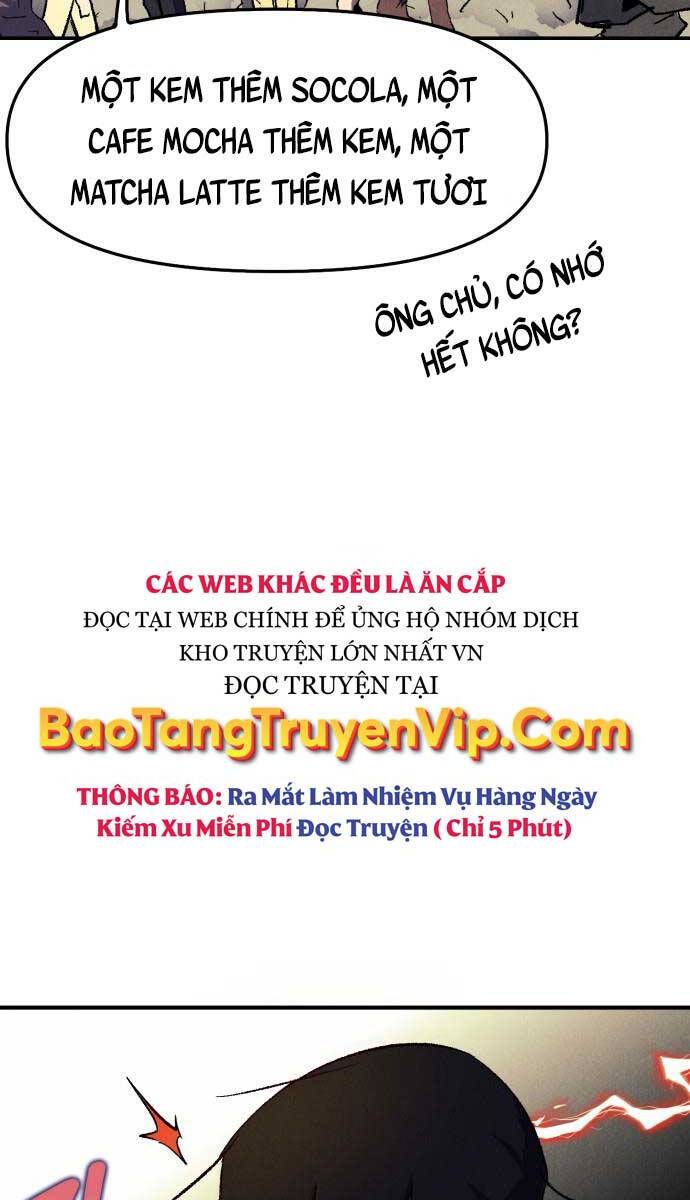 MỘT KEM THÊM SOCOLA, MỘT
CAFE MOCHA THÊM KEM, MỘT
MATCHA LATTE THÊM KEM TƯƠI
ÔNG CHỦ, CÓ NHỚ
HẾT KHÔNG?
CÁC WEB KHÁC ĐỀU LÀ ĂN CẮP
ĐỌC TẠI WEB CHÍNH ĐỂ ỦNG HỘ NHÓM DỊCH
KHO TRUYỆN LỚN NHẤT VN
ĐỌC TRUYỆN TẠI
BaoTangTruyenVip.Com
THÔNG BÁO: Ra Mắt Làm Nhiệm Vụ Hàng Ngày
Kiếm Xu Miễn Phí Đọc Truyện ( Chỉ 5 Phút)